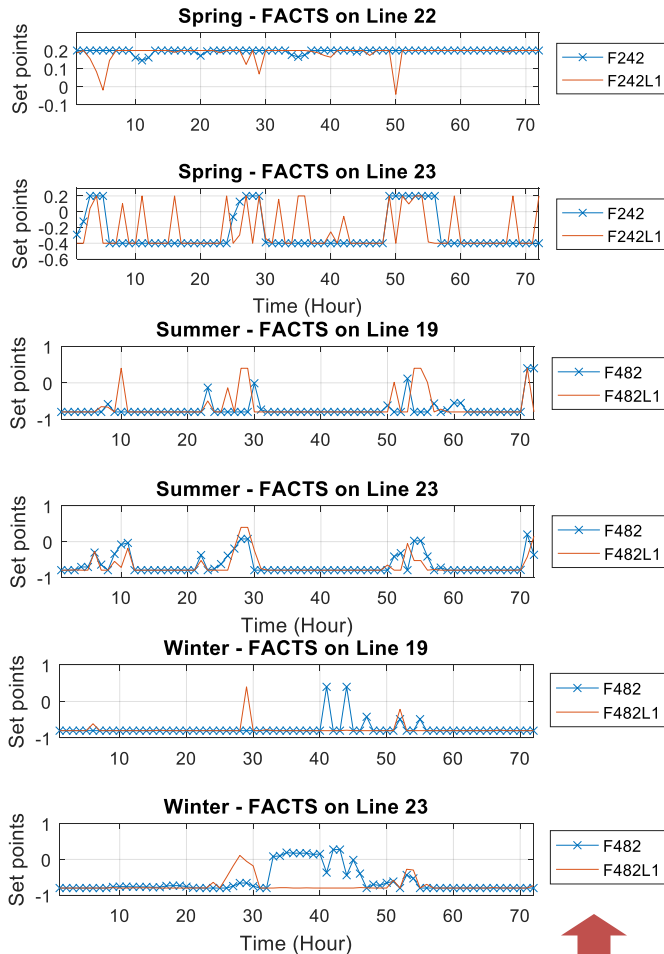 Spring - FACTS on Line 22
Set points
0.2
0.1
0
-0.1
10 20 30 40 50 60 70
F242
F242L1
Spring - FACTS on Line 23
Set points
0.2
0
-0.2
-0.4
-0.6
10 20 30 40 50 60 70
Time (Hour)
F242
F242L1
Summer - FACTS on Line 19
Set points
1
0
-1
10 20 30 40 50 60 70
F482
F482L1
Summer - FACTS on Line 23
Set points
1
0
-1
10 20 30 40 50 60 70
Time (Hour)
F482
F482L1
Winter - FACTS on Line 19
Set points
1
0
-1
10 20 30 40 50 60 70
F482
F482L1
Winter - FACTS on Line 23
Set points
1
0
-1
10 20 30 40 50 60 70
Time (Hour)
F482
F482L1